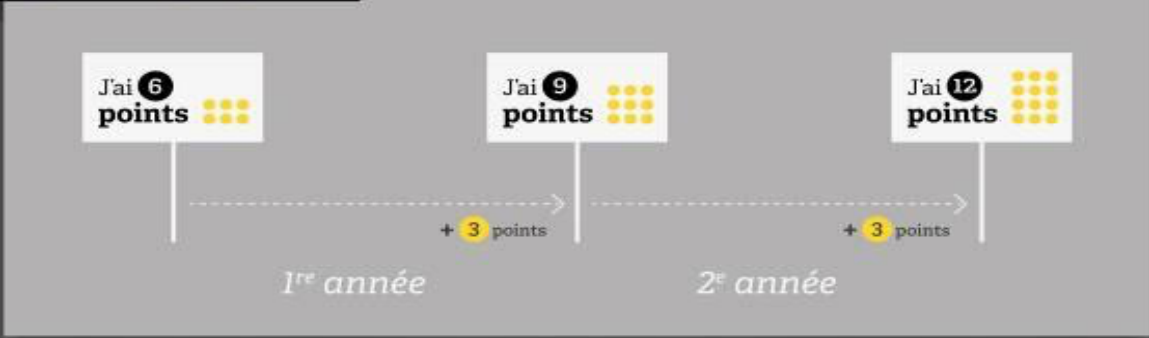 J'ai 6
points
J'ai 9
points
J'ai 12
points
+ 3 points
+ 3 points
1re année
2e année